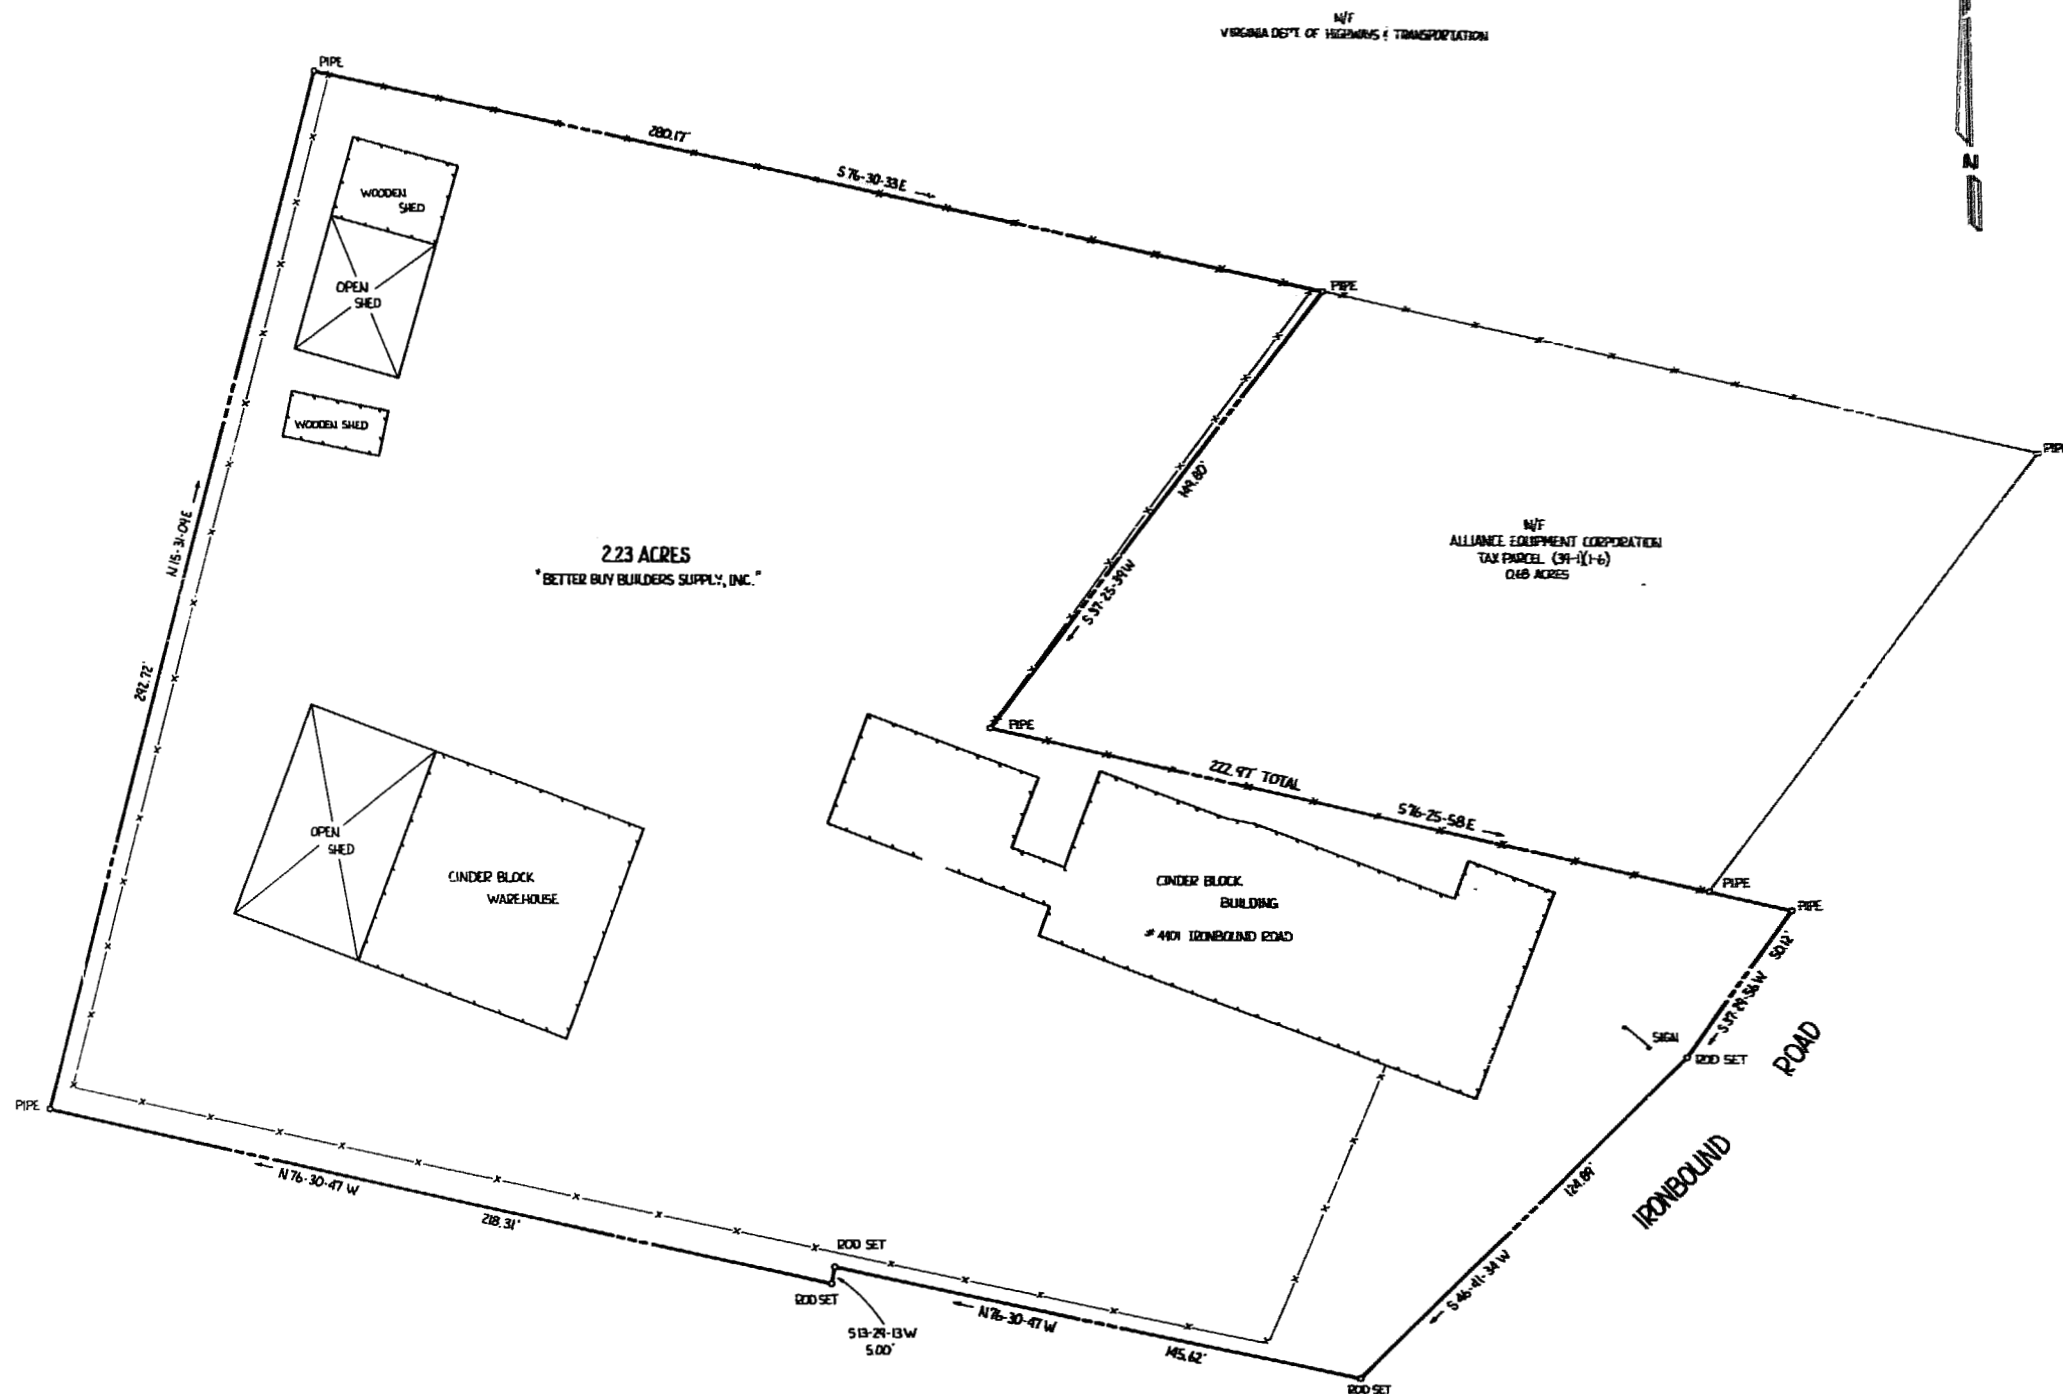 N/F
VIRGINIA DEPT. OF HIGHWAYS & TRANSPORTATION
N
PIPE
280.17'
S 76-30-33 E
WOODEN
SHED
OPEN
SHED
WOODEN SHED
PIPE
PIPE
149.80'
S 37-25-39 W
N 15-31-04 E
292.72'
2.23 ACRES
"BETTER BUY BUILDERS SUPPLY, INC."
N/F
ALLIANCE EQUIPMENT CORPORATION
TAX PARCEL (39-1)(1-6)
0.68 ACRES
PIPE
222.97' TOTAL
S 76-25-58 E
OPEN
SHED
CINDER BLOCK
WAREHOUSE
CINDER BLOCK
BUILDING
# 4401 IRONBOUND ROAD
PIPE
PIPE
50.12'
S 37-29-56 W
SIGN
ROD SET
IRONBOUND ROAD
PIPE
N 76-30-47 W
218.31'
ROD SET
ROD SET
S 13-29-13 W
5.00'
N 76-30-47 W
145.62'
124.89'
S 46-41-34 W
ROD SET